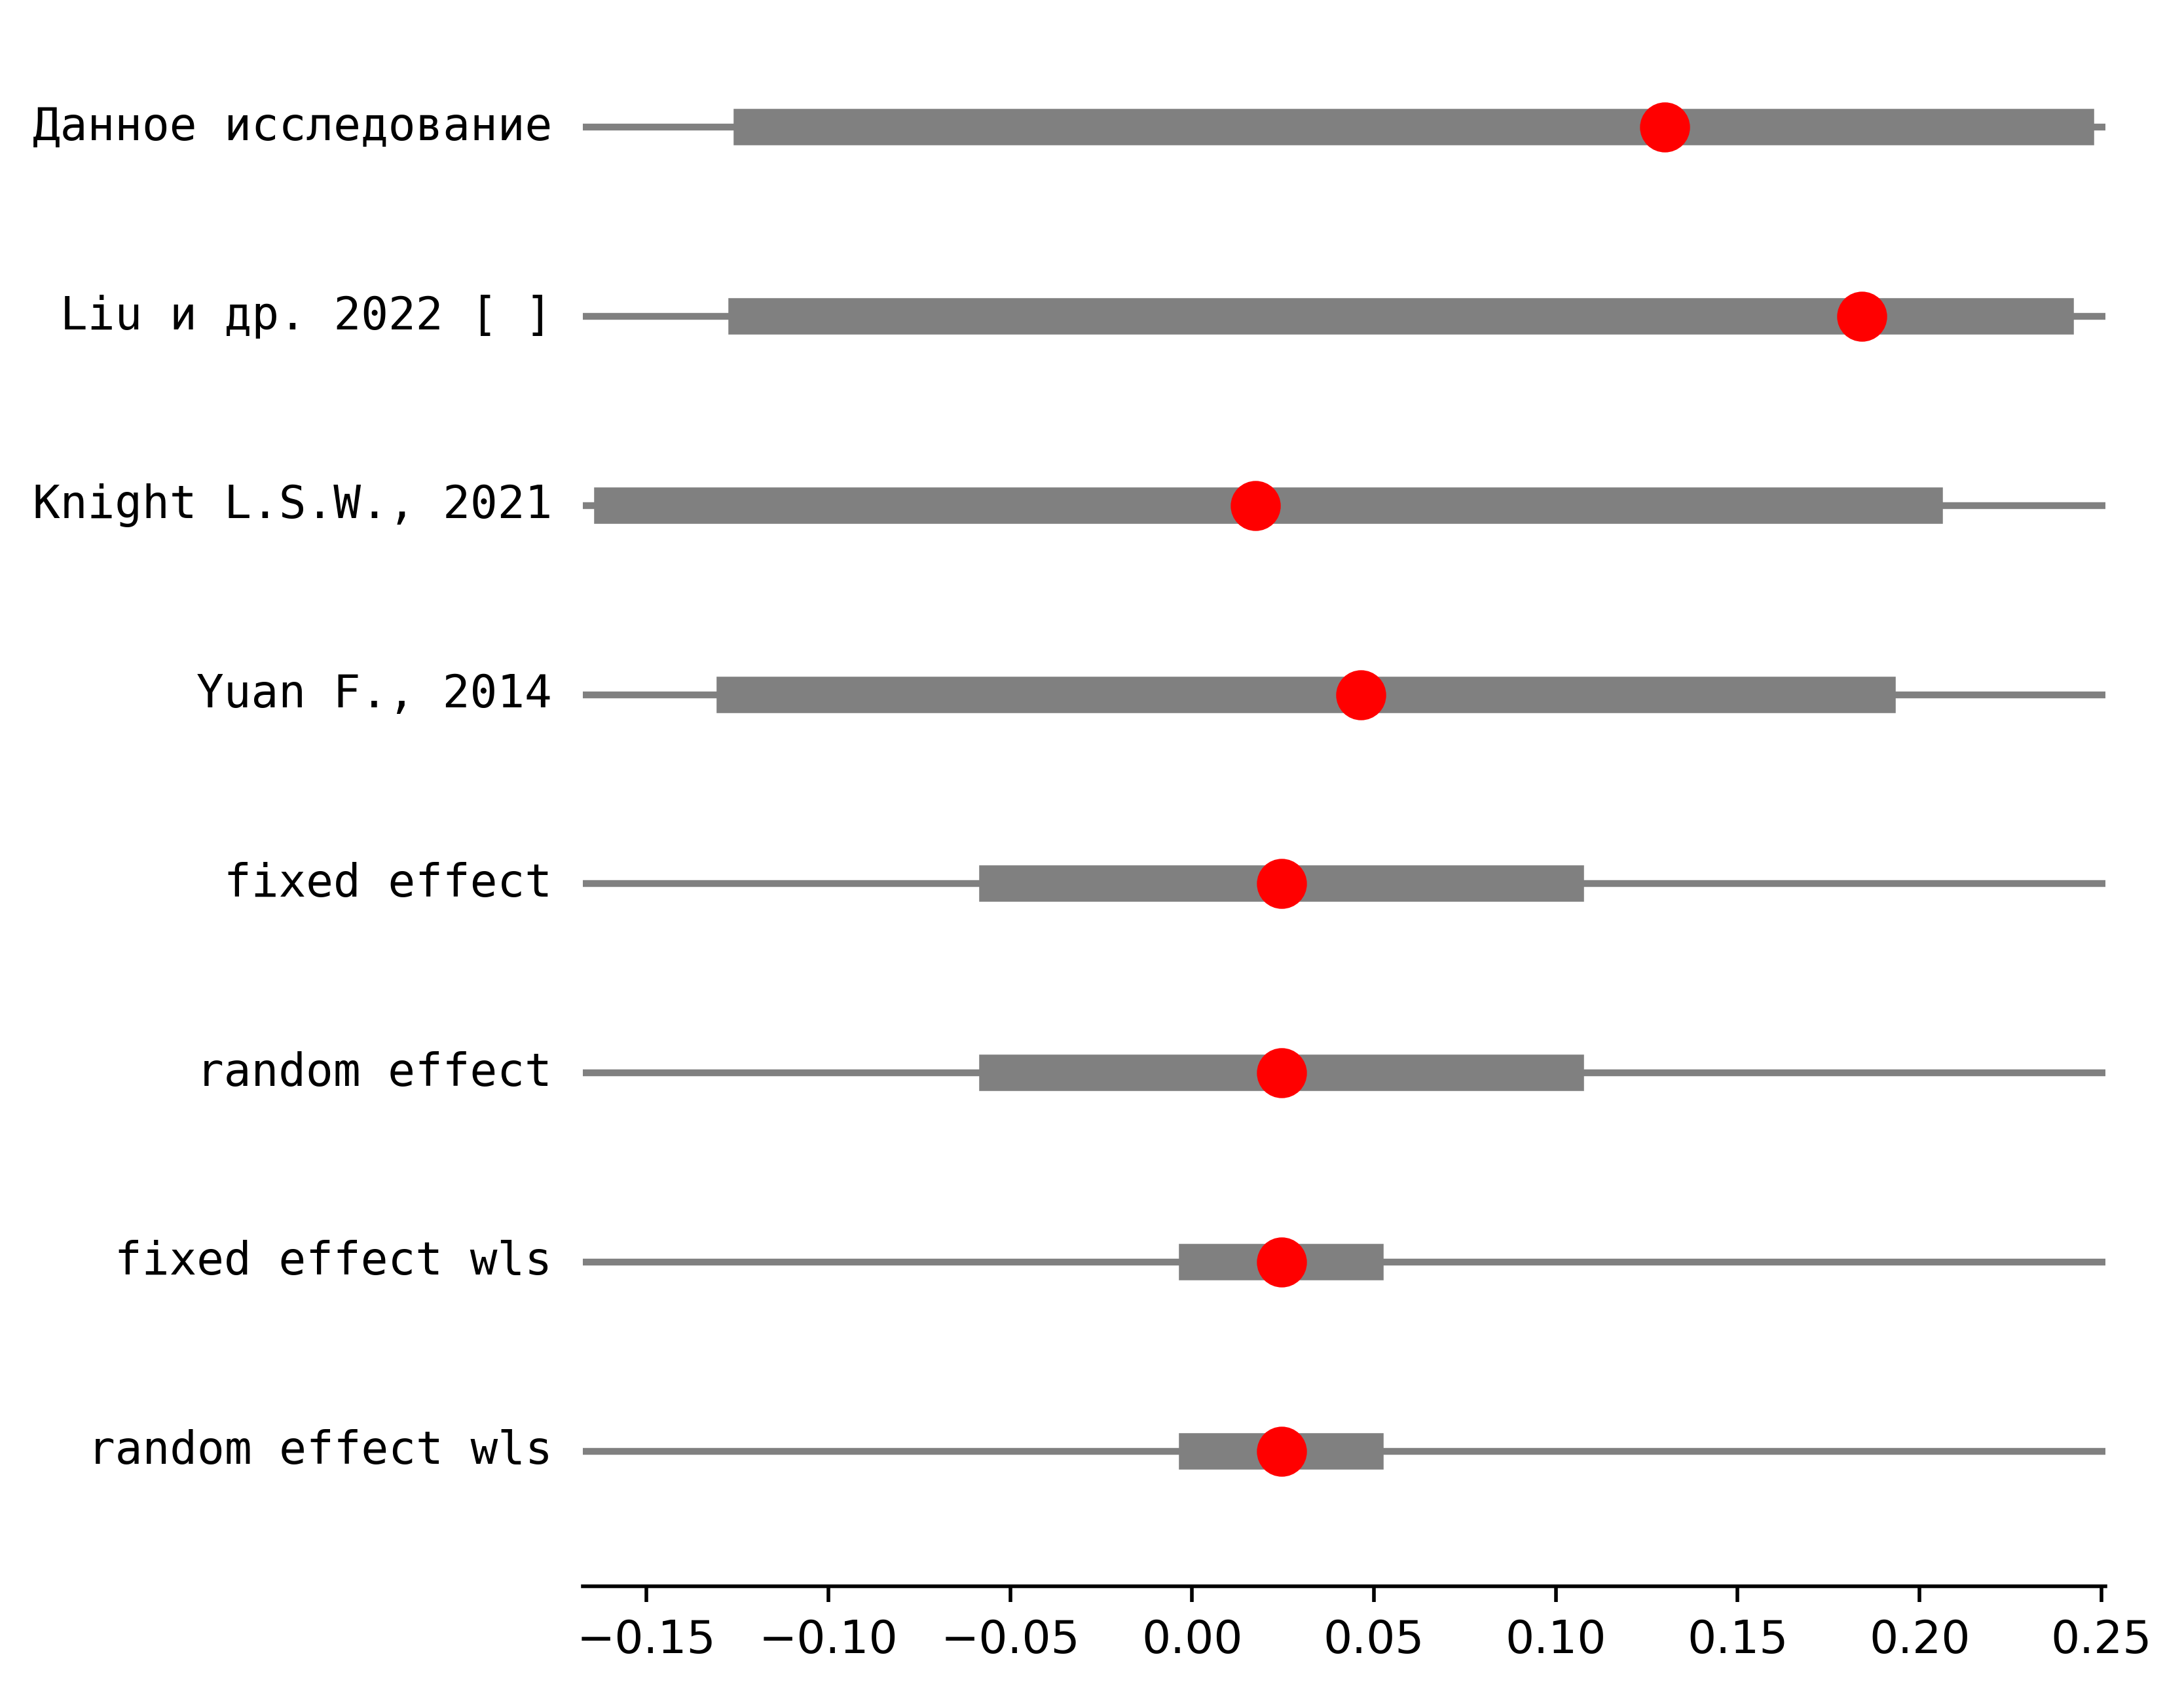 Данное исследование
Liu и др. 2022 [ ]
Knight L.S.W., 2021
Yuan F., 2014
fixed effect
random effect
fixed effect wls
random effect wls
−0.15 −0.10 −0.05 0.00 0.05 0.10 0.15 0.20 0.25